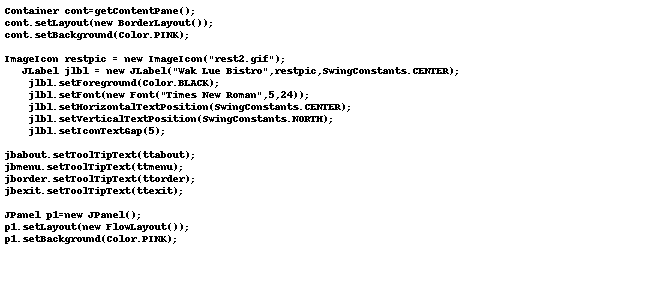 Container cont=getContentPane();
cont.setLayout(new BorderLayout());
cont.setBackground(Color.PINK);
ImageIcon restpic = new ImageIcon("rest2.gif");
JLabel jlbl = new JLabel("Wak Lue Bistro",restpic,SwingConstants.CENTER);
jlbl.setForeground(Color.BLACK);
jlbl.setFont(new Font("Times New Roman",5,24));
jlbl.setHorizontalTextPosition(SwingConstants.CENTER);
jlbl.setVerticalTextPosition(SwingConstants.NORTH);
jlbl.setIconTextGap(5);
jbabout.setToolTipText(ttabout);
jbmenu.setToolTipText(ttmenu);
jborder.setToolTipText(ttorder);
jbexit.setToolTipText(ttexit);
JPanel p1=new JPanel();
p1.setLayout(new FlowLayout());
p1.setBackground(Color.PINK);